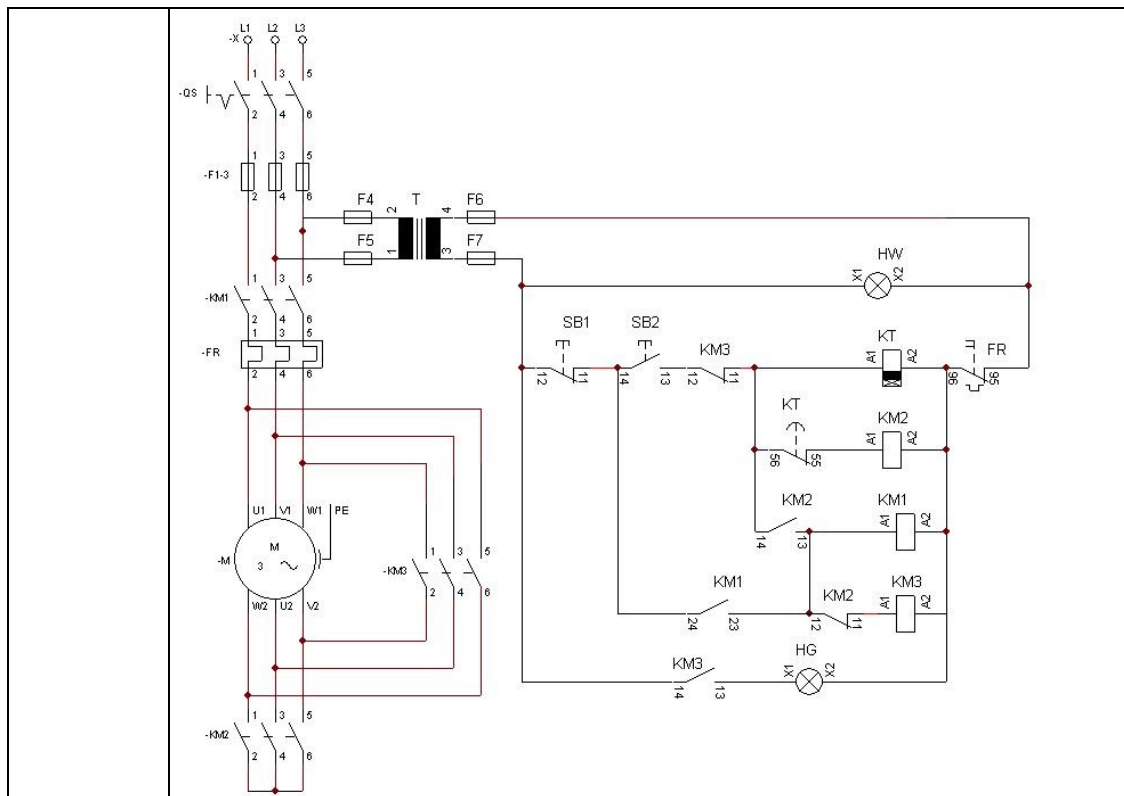 L1 L2 L3
-X
1 3 5
-QS
2 4 6
1 3 5
-F1-3
2 4 6
F4 T F6
2 4
F5 F7
1 3
HW
X1 X2
1 3 5
-KM1
2 4 6
1 3 5
-FR
2 4 6
SB1 SB2 KM3 KT FR
A1 A2
12 11 14 13 12 11 96 95
KT KM2
A1 A2
56 55
KM2 KM1
A1 A2
14 13
U1 V1 W1 PE
M
-M 3
1 3 5
-KM3
2 4 6
W2 U2 V2
KM1 KM2 KM3
A1 A2
24 23 12 11
KM3 HG
X1 X2
14 13
1 3 5
-KM2
2 4 6